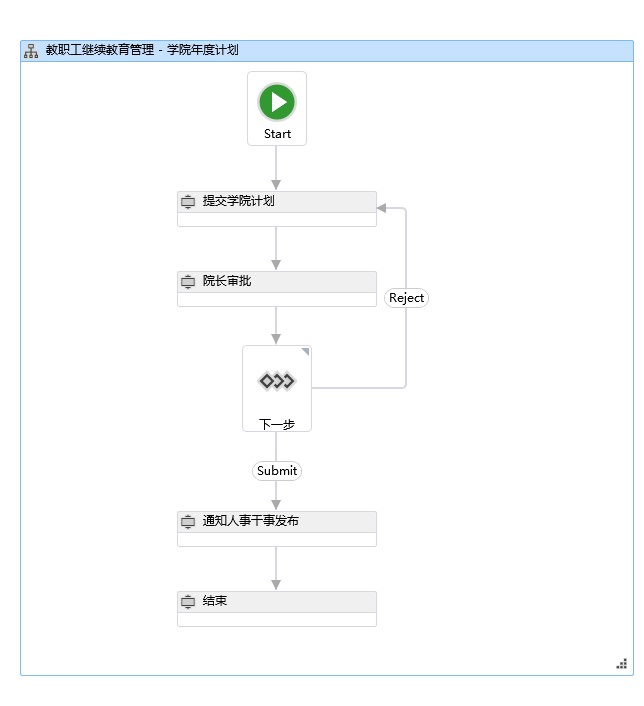 教职工继续教育管理 - 学院年度计划
Start
提交学院计划
院长审批
Reject
下一步
Submit
通知人事干事发布
结束